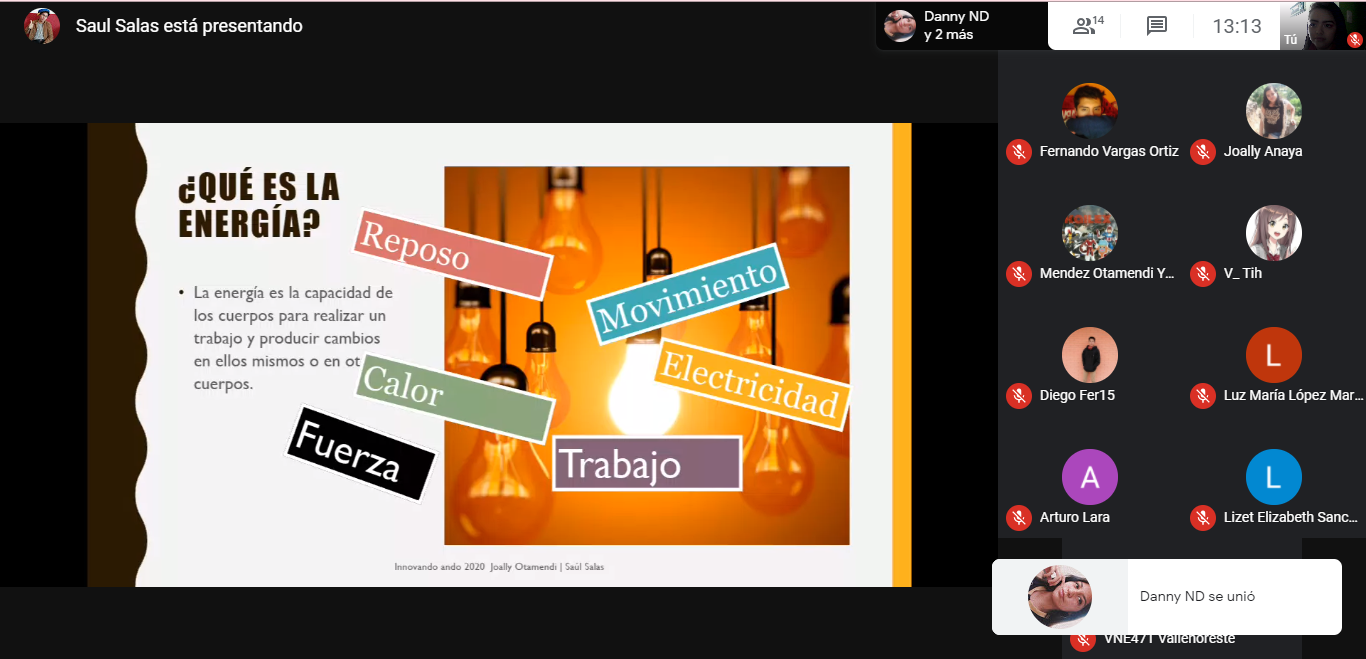 Saul Salas está presentando
Danny ND
y 2 más
14
13:13
Tú
¿QUÉ ES LA
ENERGÍA?
• La energía es la capacidad de
los cuerpos para realizar un
trabajo y producir cambios
en ellos mismos o en ot
cuerpos.
Reposo
Movimiento
Electricidad
Calor
Fuerza
Trabajo
Innovando ando 2020 Joally Otamendi | Saúl Salas
Fernando Vargas Ortiz
Joally Anaya
Mendez Otamendi Y...
V_ Tih
Diego Fer15
L
Luz María López Mar...
A
Arturo Lara
L
Lizet Elizabeth Sanc...
Danny ND se unió
VNE471 Vallenoreste